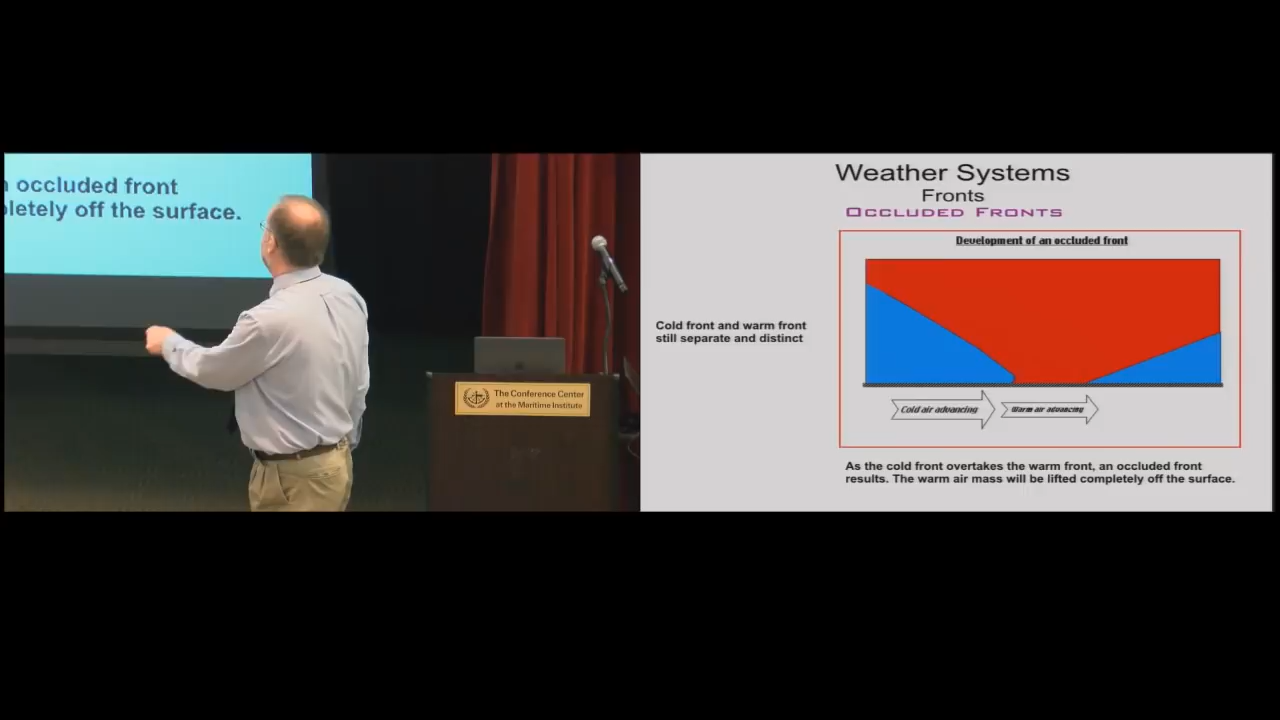 n occluded front
pletely off the surface.
The Conference Center
at the Maritime Institute
Weather Systems
Fronts
OCCLUDED FRONTS
Development of an occluded front
Cold front and warm front
still separate and distinct
Cold air advancing
Warm air advancing
As the cold front overtakes the warm front, an occluded front
results. The warm air mass will be lifted completely off the surface.